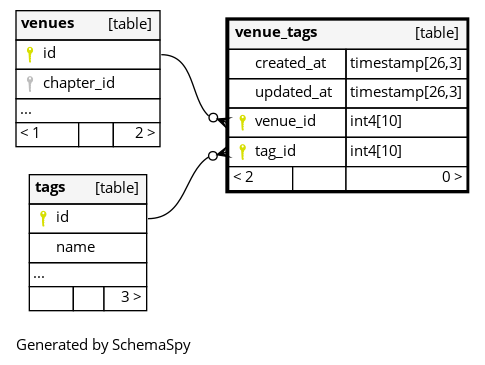 venues [table]
id
chapter_id
...
< 1 2 >
venue_tags [table]
created_at timestamp[26,3]
updated_at timestamp[26,3]
venue_id int4[10]
tag_id int4[10]
< 2 0 >
tags [table]
id
name
...
3 >
Generated by SchemaSpy